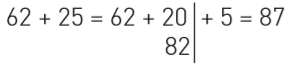 62 + 25 = 62 + 20 + 5 = 87
82